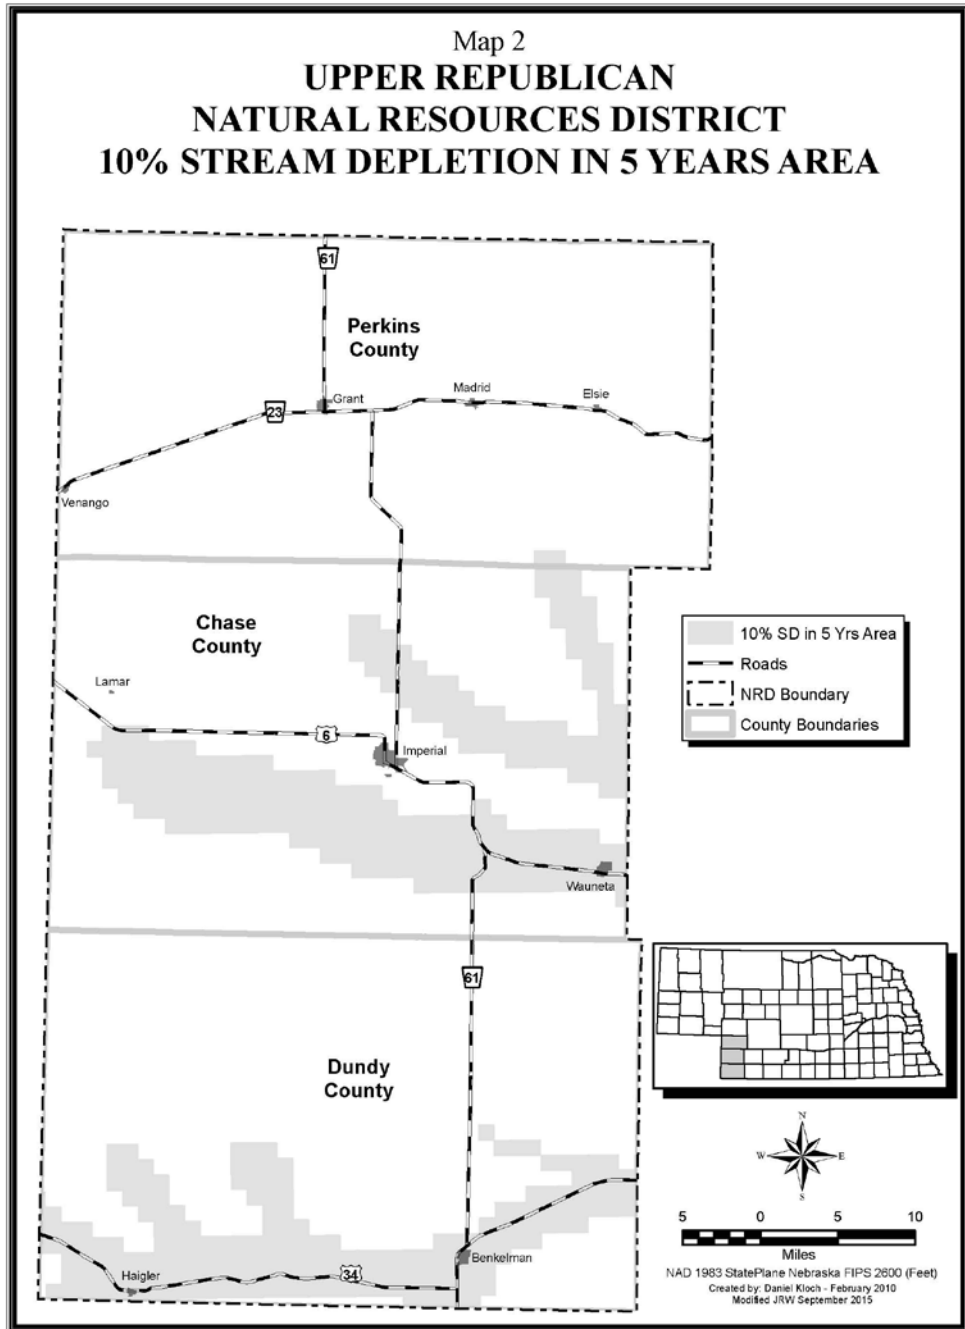 Map 2
UPPER REPUBLICAN
NATURAL RESOURCES DISTRICT
10% STREAM DEPLETION IN 5 YEARS AREA
61
Perkins
County
Grant
Madrid
Elsie
23
Venango
Chase
County
Lamar
6
Imperial
Wauneta
10% SD in 5 Yrs Area
Roads
NRD Boundary
County Boundaries
61
Dundy
County
Benkelman
Haigler
34
N
W
E
S
5
0
5
10
Miles
NAD 1983 StatePlane Nebraska FIPS 2600 (Feet)
Created by: Daniel Kloch - February 2010
Modified JRW September 2015